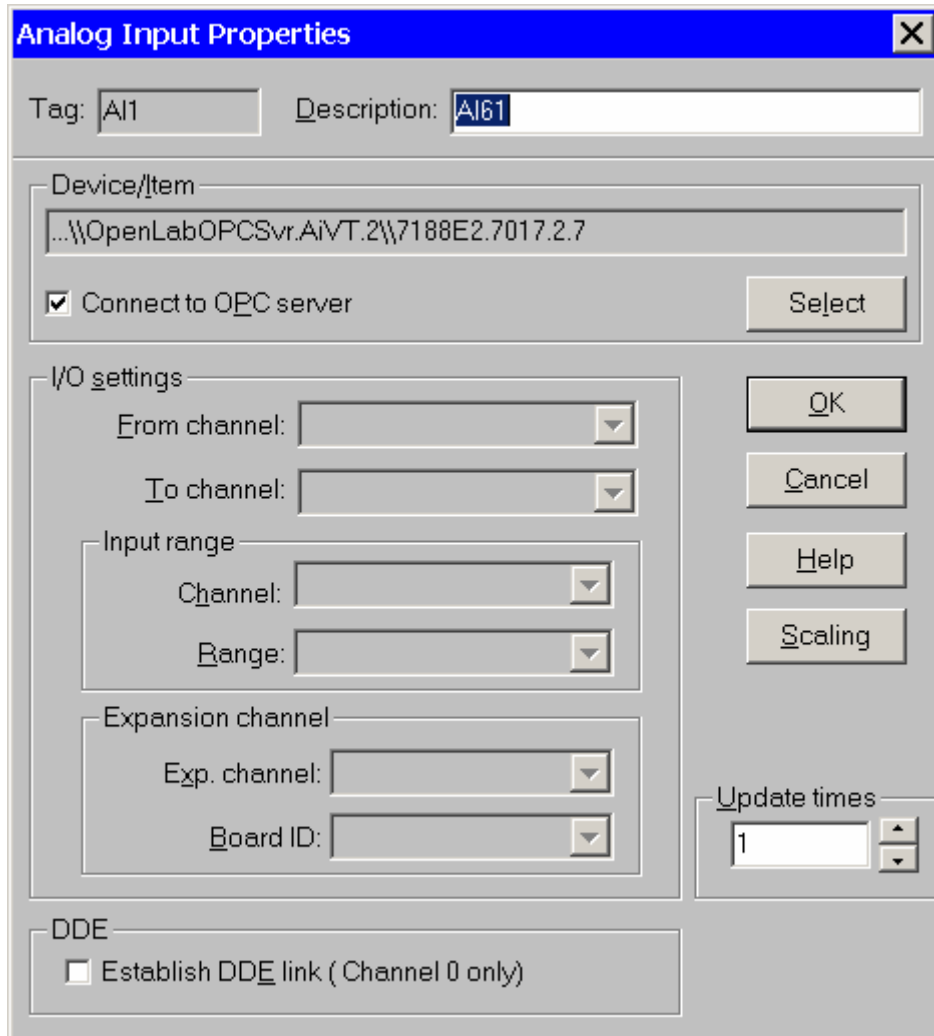 Analog Input Properties
Tag: AI1 Description: AI61
Device/Item
...\\OpenLabOPCSvr.AiVT.2\\7188E2.7017.2.7
Connect to OPC server Select
I/O settings
From channel:
To channel:
Input range
Channel:
Range:
Expansion channel
Exp. channel:
Board ID:
OK
Cancel
Help
Scaling
Update times
1
DDE
Establish DDE link ( Channel 0 only)